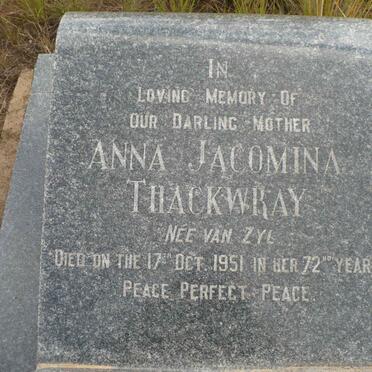 IN
LOVING MEMORY OF
OUR DARLING MOTHER
ANNA JACOMINA
THACKWRAY
NEE VAN ZYL
DIED ON THE 17TH OCT. 1951 IN HER 72ND YEAR
PEACE PERFECT PEACE.